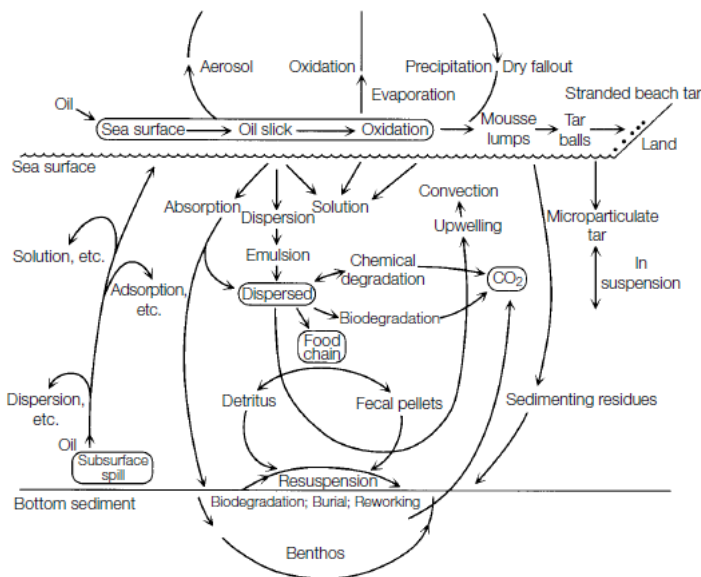 Aerosol
Oxidation
Precipitation
Dry fallout
Evaporation
Stranded beach tar
Oil
Sea surface
Oil slick
Oxidation
Mousse
lumps
Tar
balls
Land
Sea surface
Absorption
Dispersion
Solution
Convection
Upwelling
Microparticulate
tar
Emulsion
Solution, etc.
Chemical
degradation
In
suspension
Adsorption,
etc.
Dispersed
CO2
Biodegradation
Food
chain
Dispersion,
etc.
Detritus
Fecal pellets
Sedimenting residues
Oil
Subsurface
spill
Resuspension
Bottom sediment
Biodegradation; Burial; Reworking
Benthos